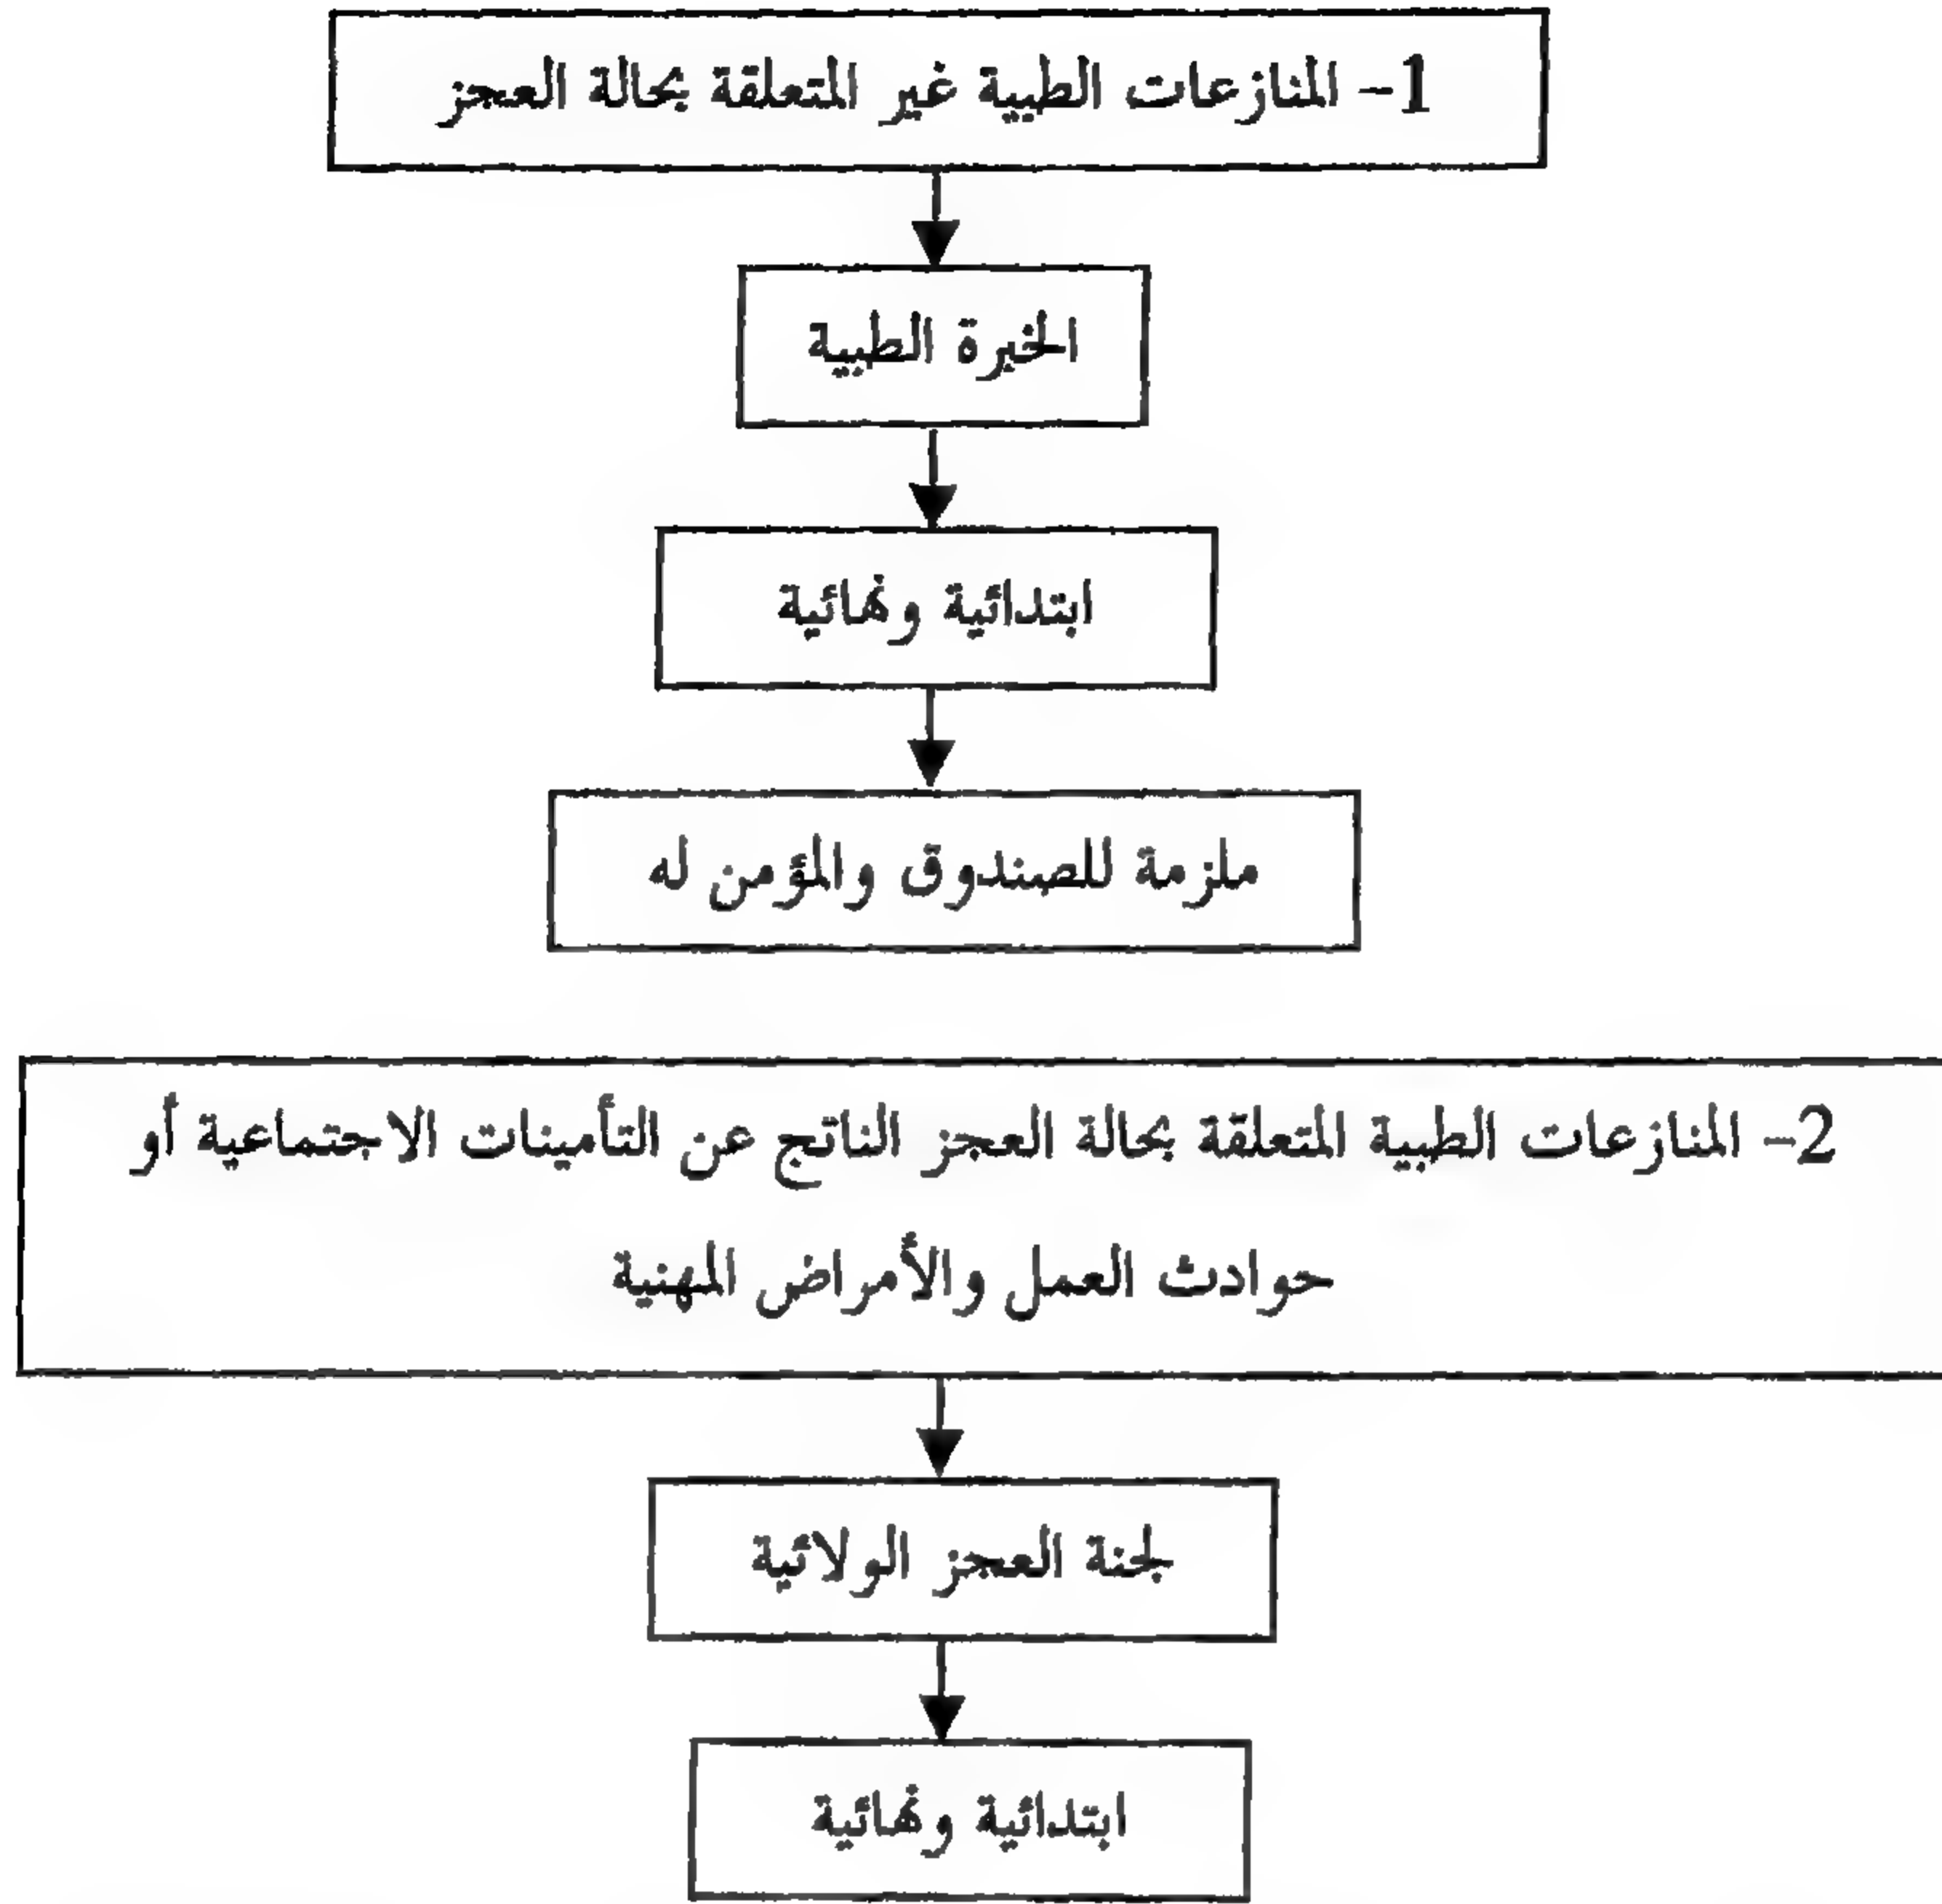 1- المنازعات الطبية غير المتعلقة بحالة العجز
الخبرة الطبية
ابتدائية ونهائية
ملزمة للصندوق والمؤمن له
2- المنازعات الطبية المتعلقة بحالة العجز الناتج عن التأمينات الاجتماعية أو
حوادث العمل والأمراض المهنية
لجنة العجز الولائية
ابتدائية ونهائية